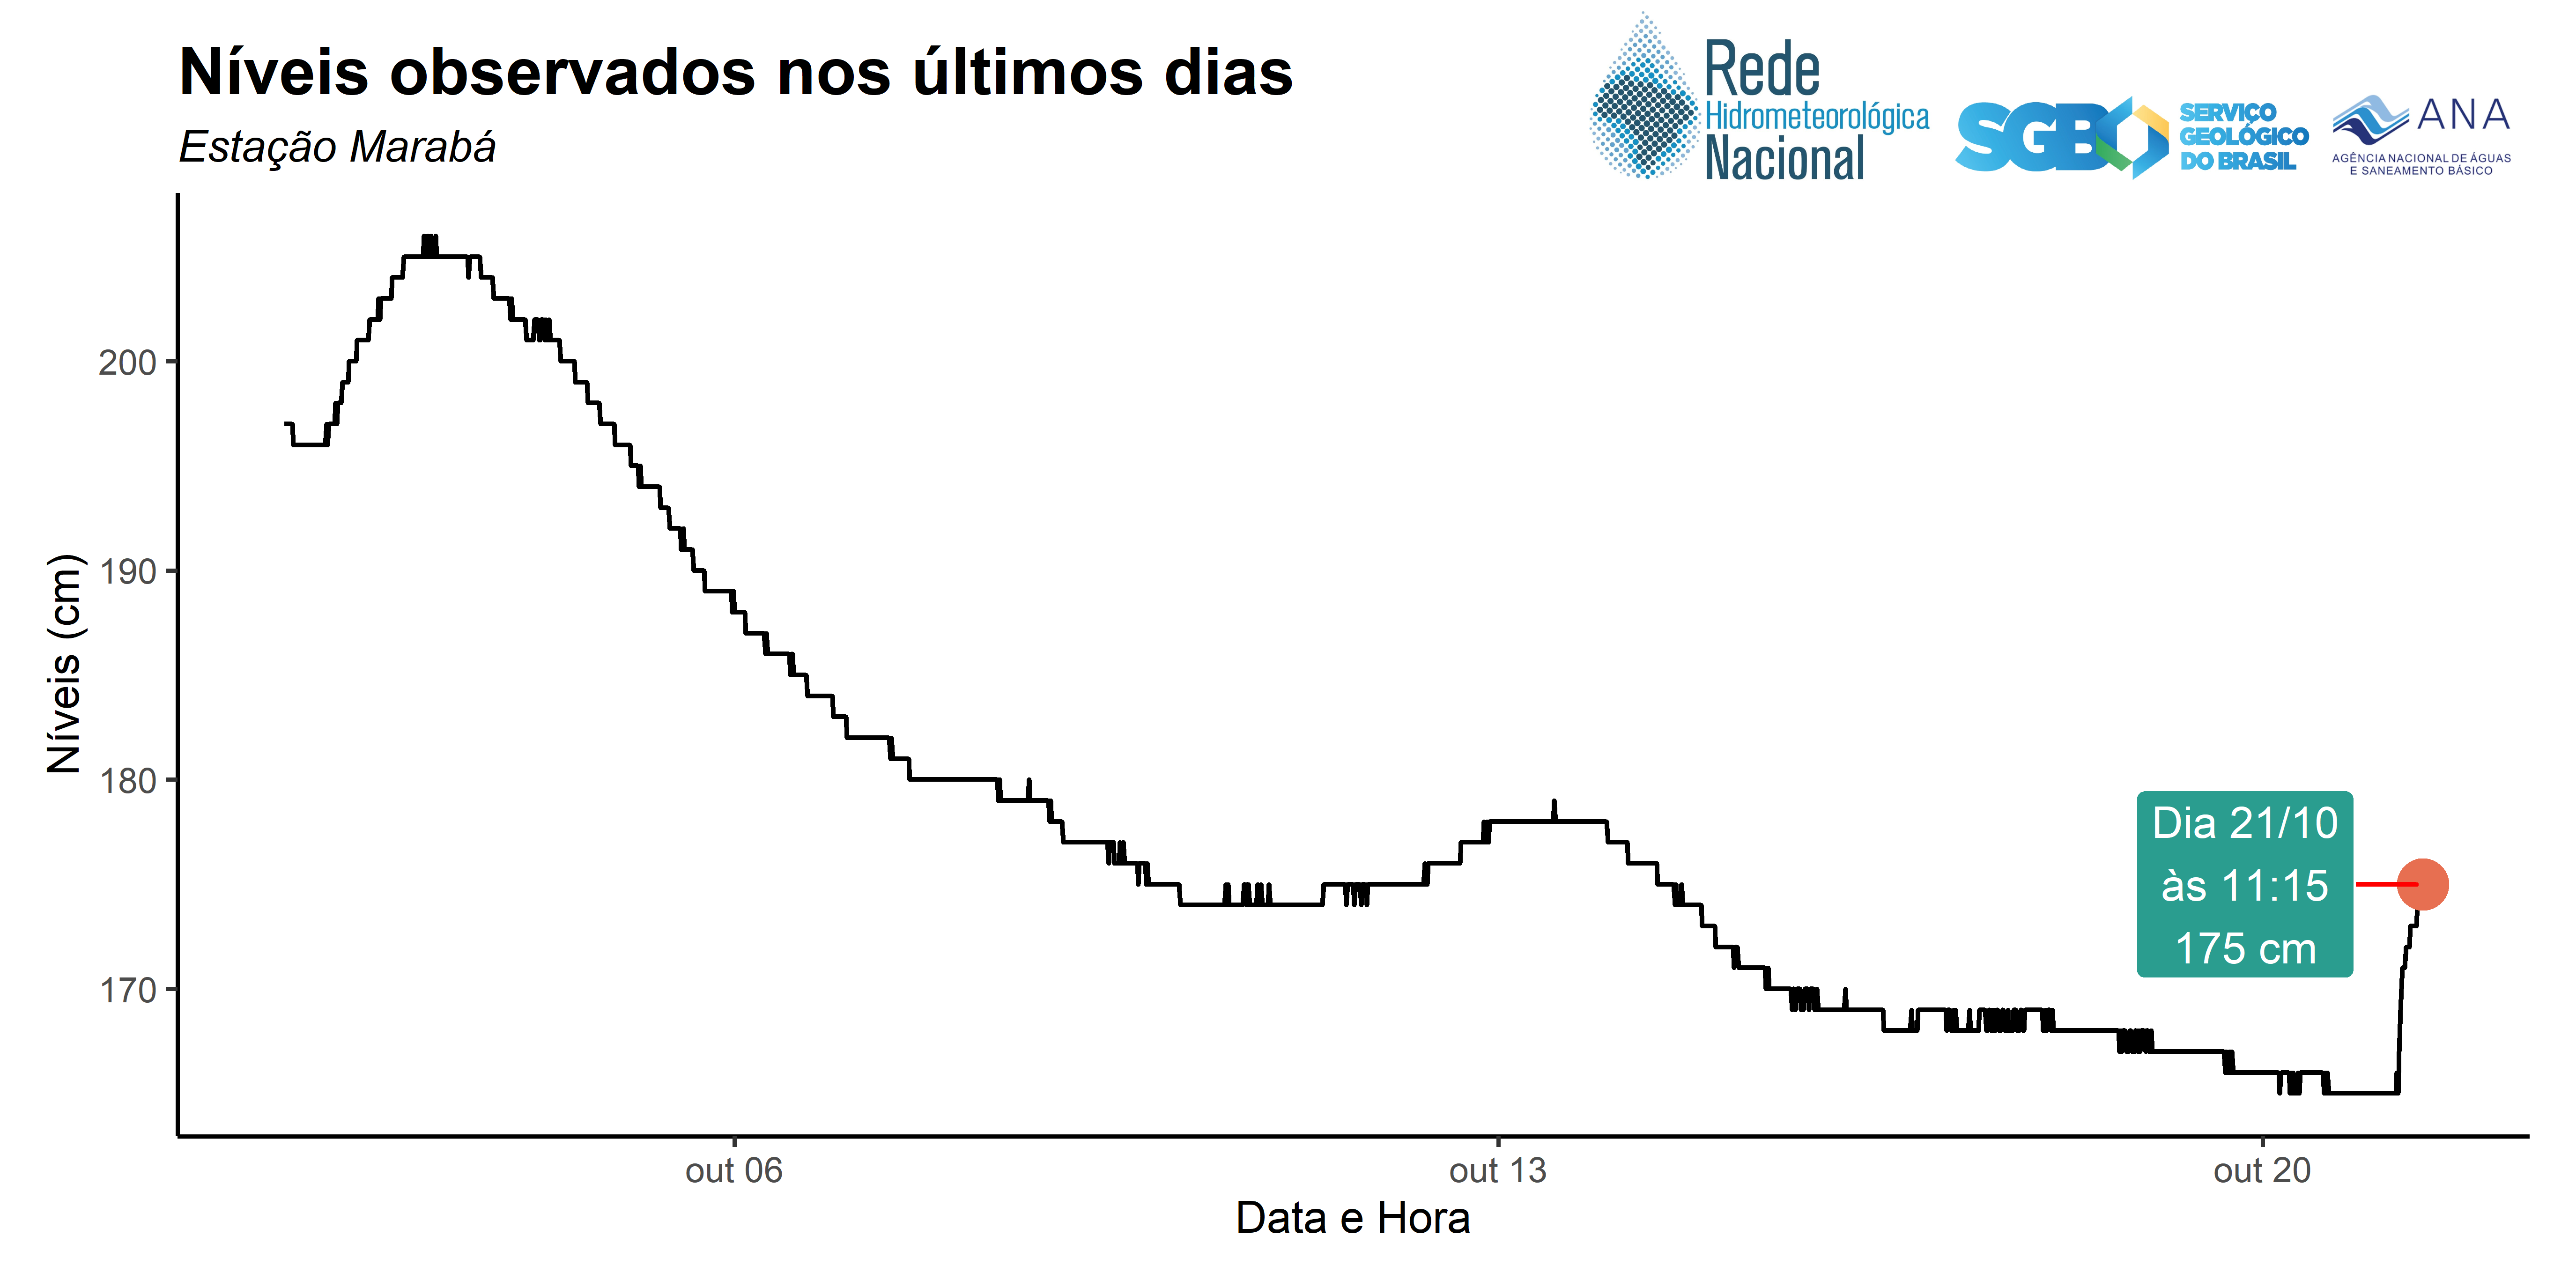 Níveis observados nos últimos dias
Estação Marabá
Rede
Hidrometeorológica
Nacional
SGB
SERVIÇO
GEOLÓGICO
DO BRASIL
ANA
AGÊNCIA NACIONAL DE ÁGUAS
E SANEAMENTO BÁSICO
Níveis (cm)
200
190
180
170
Dia 21/10
às 11:15
175 cm
out 06
out 13
out 20
Data e Hora